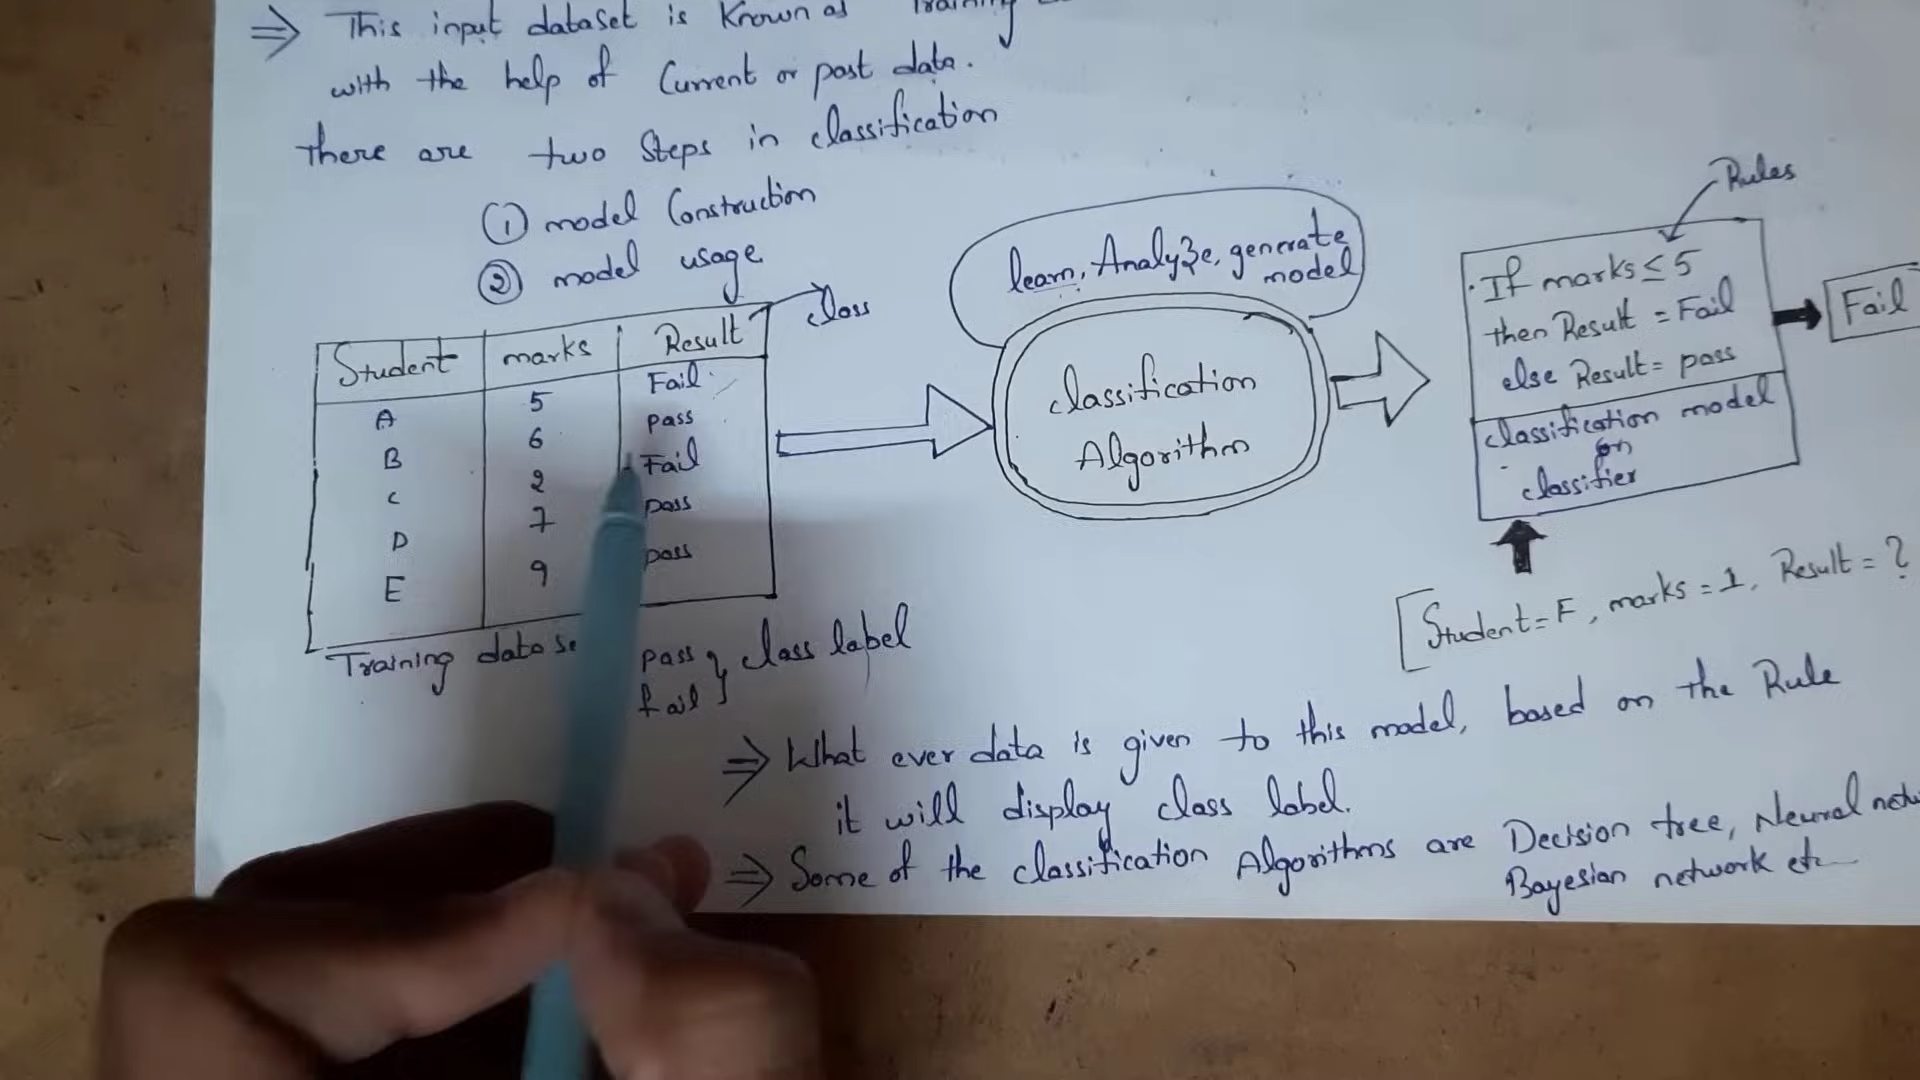 ⇒ This input dataset is known as Training
with the help of Current or past data.
there are two steps in classification
① model Construction
② model usage
class
Student marks Result
A 5 Fail
B 6 pass
C 2 Fail
D 7 pass
E 9 pass
Training
pass } class label
fail
learn, Analyze, generate
model
classification
Algorithm
Rules
If marks ≤ 5
then Result = Fail
else Result = pass
classification model
or
classifier
Fail
[Student = F, marks = 1, Result = ?
⇒ What ever data is given to this model, based on the Rule
it will display class label.
⇒ Some of the classification Algorithms are Decision tree, Neural
Bayesian network etc